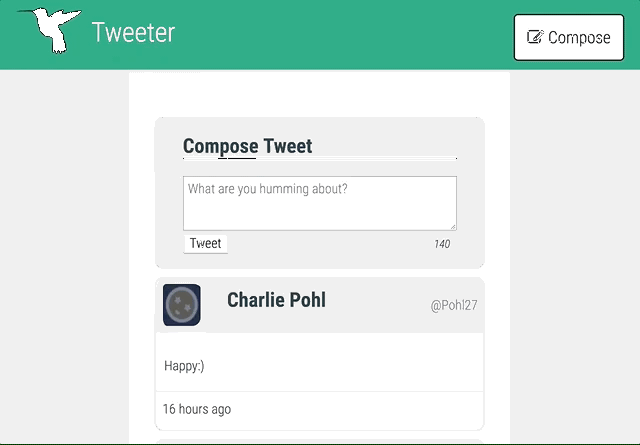 Tweeter
Compose
Compose Tweet
What are you humming about?
Tweet
140
Charlie Pohl
@Pohl27
Happy:)
16 hours ago